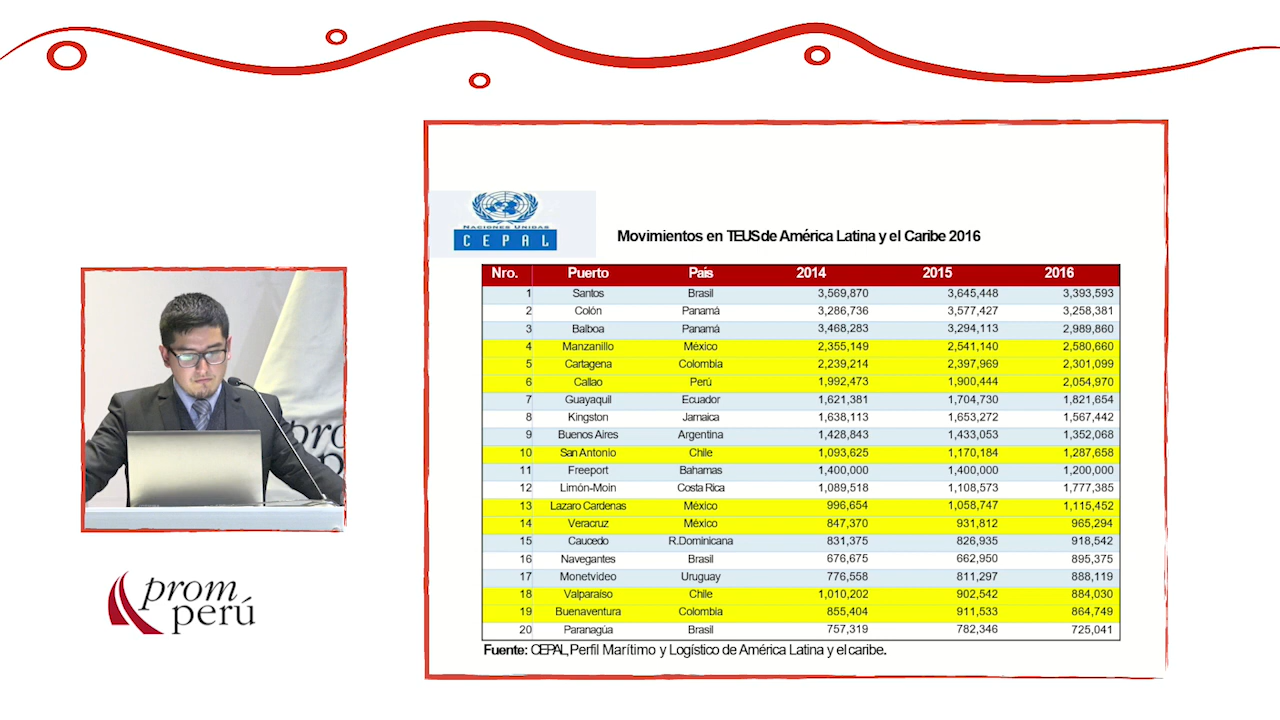 NACIONES UNIDAS
CEPAL
Movimientos en TEUS de América Latina y el Caribe 2016
Nro. Puerto País 2014 2015 2016
1 Santos Brasil 3,569,870 3,645,448 3,393,593
2 Colón Panamá 3,286,736 3,577,427 3,258,381
3 Balboa Panamá 3,468,283 3,294,113 2,989,860
4 Manzanillo México 2,355,149 2,541,140 2,580,660
5 Cartagena Colombia 2,239,214 2,397,969 2,301,099
6 Callao Perú 1,992,473 1,900,444 2,054,970
7 Guayaquil Ecuador 1,621,381 1,704,730 1,821,654
8 Kingston Jamaica 1,638,113 1,653,272 1,567,442
9 Buenos Aires Argentina 1,428,843 1,433,053 1,352,068
10 San Antonio Chile 1,093,625 1,170,184 1,287,658
11 Freeport Bahamas 1,400,000 1,400,000 1,200,000
12 Limón-Moin Costa Rica 1,089,518 1,108,573 1,777,385
13 Lazaro Cardenas México 996,654 1,058,747 1,115,452
14 Veracruz México 847,370 931,812 965,294
15 Caucedo R.Dominicana 831,375 826,935 918,542
16 Navegantes Brasil 676,675 662,950 895,375
17 Monetvideo Uruguay 776,558 811,297 888,119
18 Valparaíso Chile 1,010,202 902,542 884,030
19 Buenaventura Colombia 855,404 911,533 864,749
20 Paranagúa Brasil 757,319 782,346 725,041
Fuente: CEPAL, Perfil Marítimo y Logístico de América Latina y el caribe.
pro
p
prom
perú